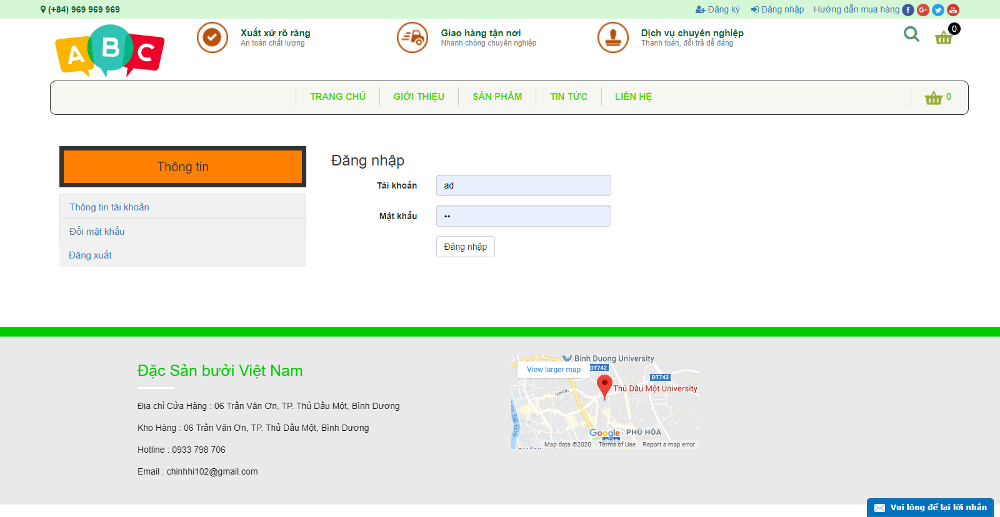 (+84) 969 969 969
Đăng ký Đăng nhập Hướng dẫn mua hàng
ABC
Xuất xứ rõ ràng
An toàn chất lượng
Giao hàng tận nơi
Nhanh chóng chuyên nghiệp
Dịch vụ chuyên nghiệp
Thanh toán, đổi trả dễ dàng
0
TRANG CHỦ GIỚI THIỆU SẢN PHẨM TIN TỨC LIÊN HỆ 0
Thông tin
Thông tin tài khoản
Đổi mật khẩu
Đăng xuất
Đăng nhập
Tài khoản ad
Mật khẩu ••
Đăng nhập
Đặc Sản bưởi Việt Nam
Địa chỉ Cửa Hàng : 06 Trần Văn Ơn, TP. Thủ Dầu Một, Bình Dương
Kho Hàng : 06 Trần Văn Ơn, TP. Thủ Dầu Một, Bình Dương
Hotline : 0933 798 706
Email : chinhhi102@gmail.com
Binh Duong University
View larger map
DT742
DT743
Thủ Dầu Một University
Yersin
Google
PHÚ HÒA
Map data ©2020 Terms of Use Report a map error
Vui lòng để lại lời nhắn